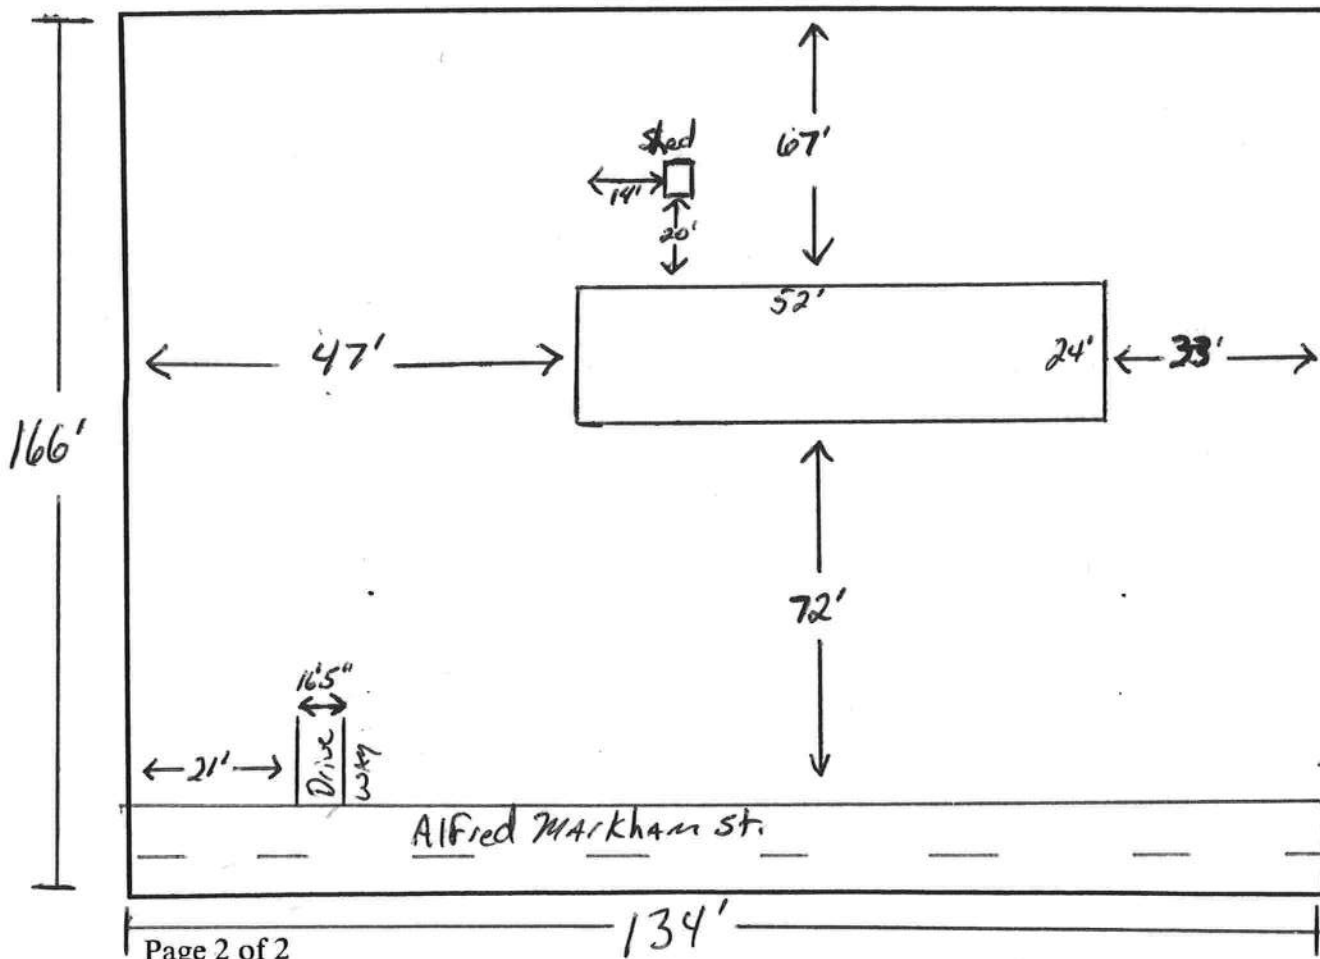 67'
Shed
14'
20'
52'
47'
24'
33'
166'
72'
16'5"
21'
Drive
way
Alfred Markham St.
134'
Page 2 of 2